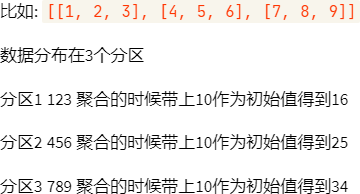 比如: [[1, 2, 3], [4, 5, 6], [7, 8, 9]]
数据分布在3个分区
分区1 123 聚合的时候带上10作为初始值得到16
分区2 456 聚合的时候带上10作为初始值得到25
分区3 789 聚合的时候带上10作为初始值得到34